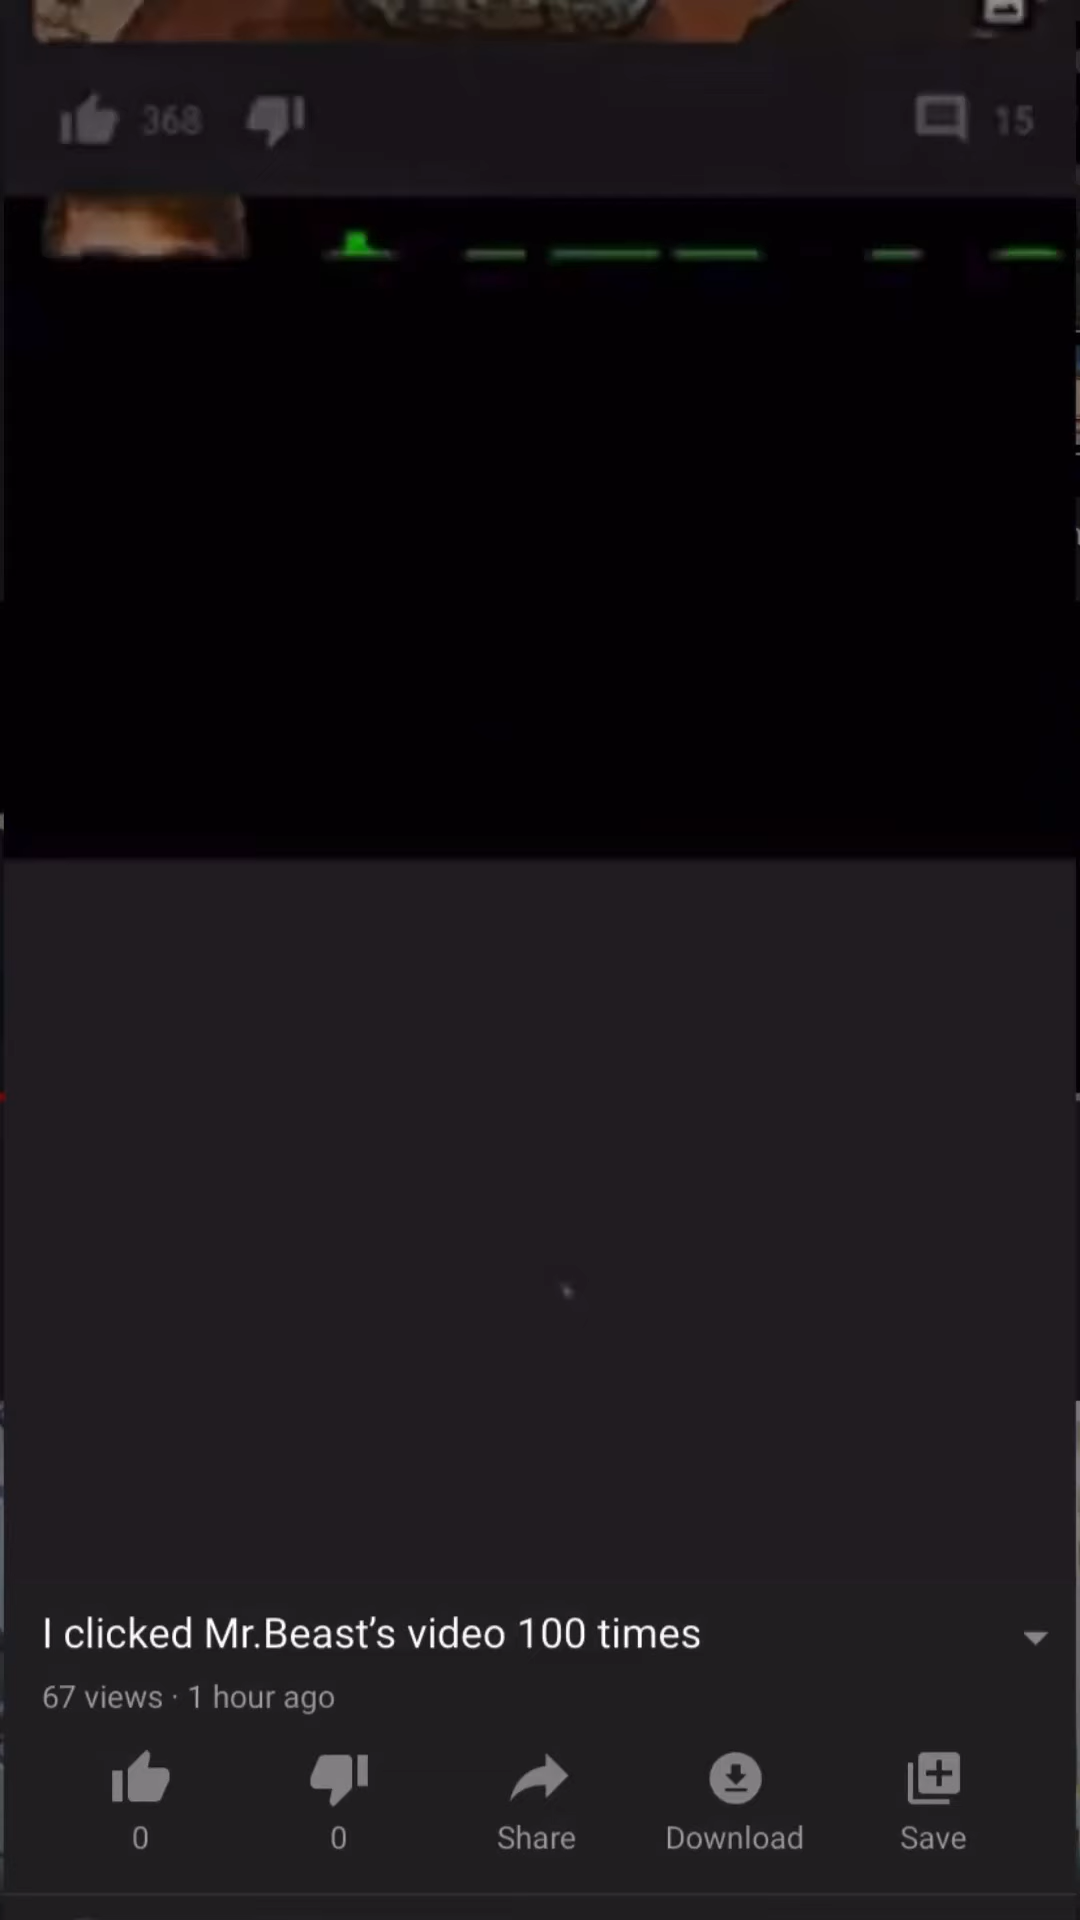 368
15
I clicked Mr.Beast’s video 100 times
67 views · 1 hour ago
0
0
Share
Download
Save